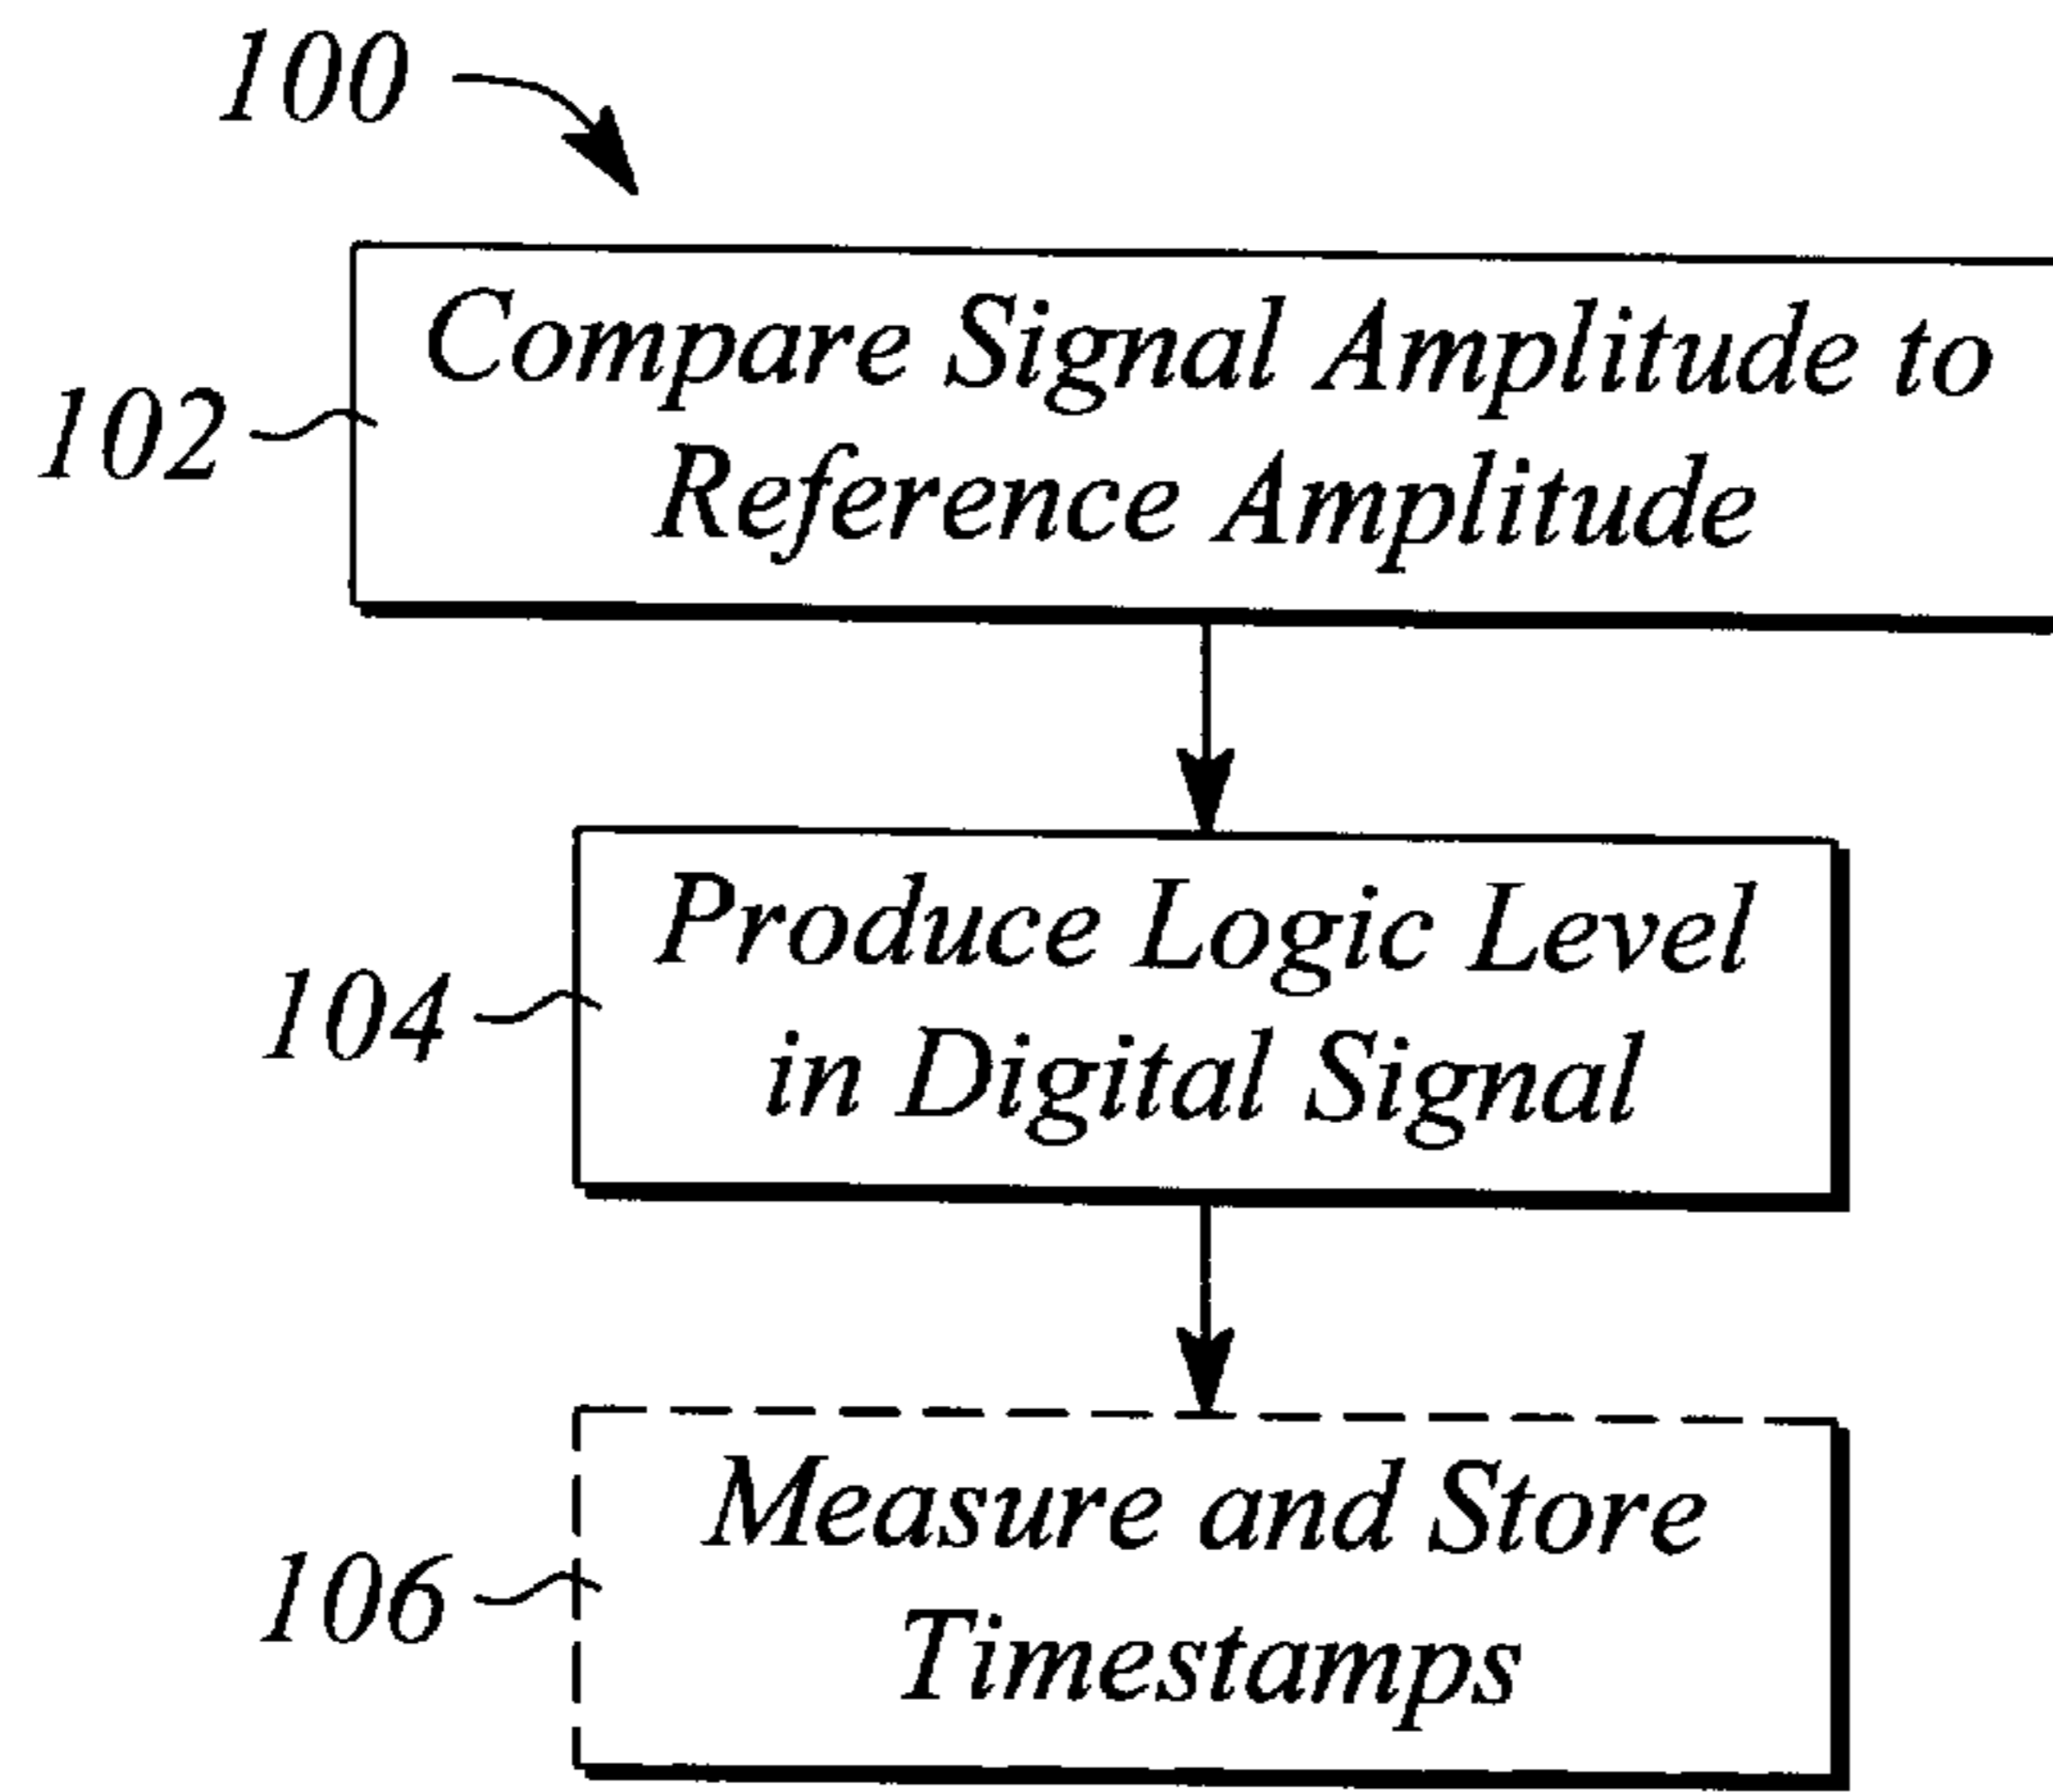 100
102
Compare Signal Amplitude to
Reference Amplitude
104
Produce Logic Level
in Digital Signal
106
Measure and Store
Timestamps